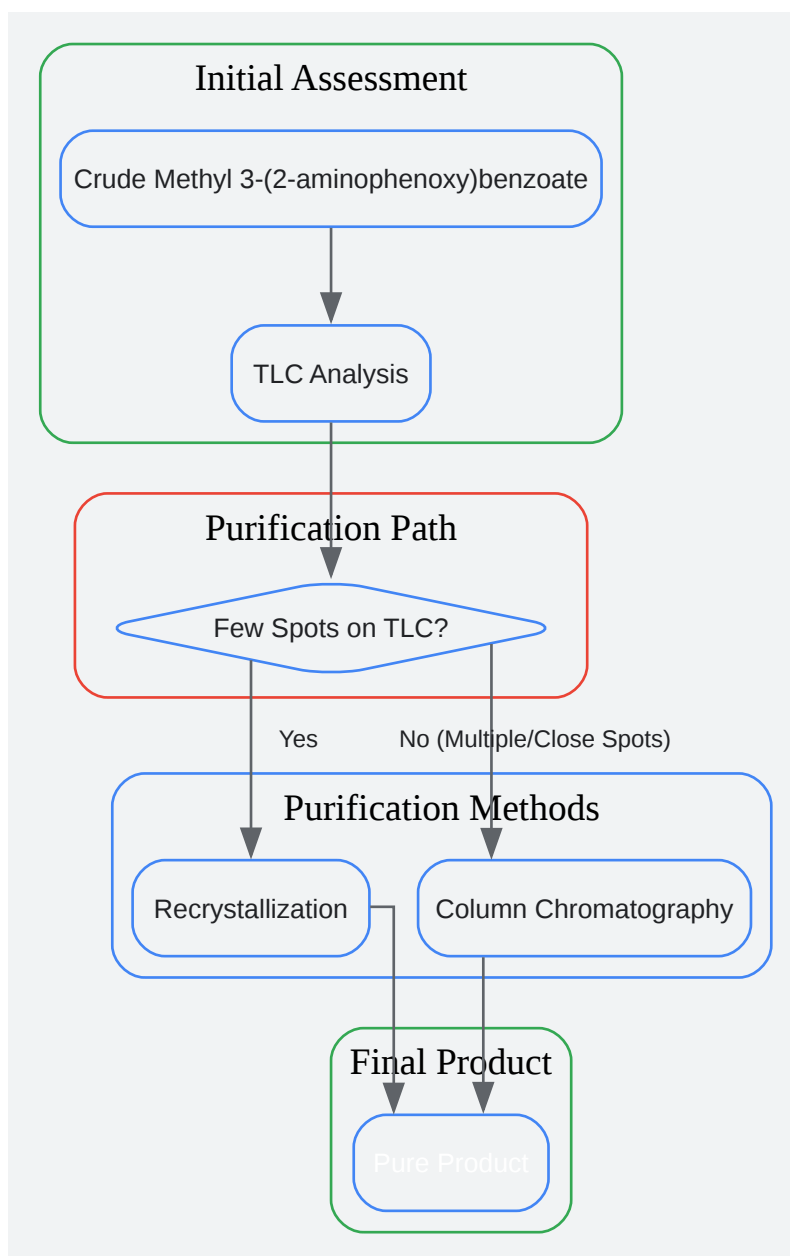 Initial Assessment
Crude Methyl 3-(2-aminophenoxy)benzoate
TLC Analysis
Purification Path
Few Spots on TLC?
Yes
No (Multiple/Close Spots)
Purification Methods
Recrystallization
Column Chromatography
Final Product
Pure Product